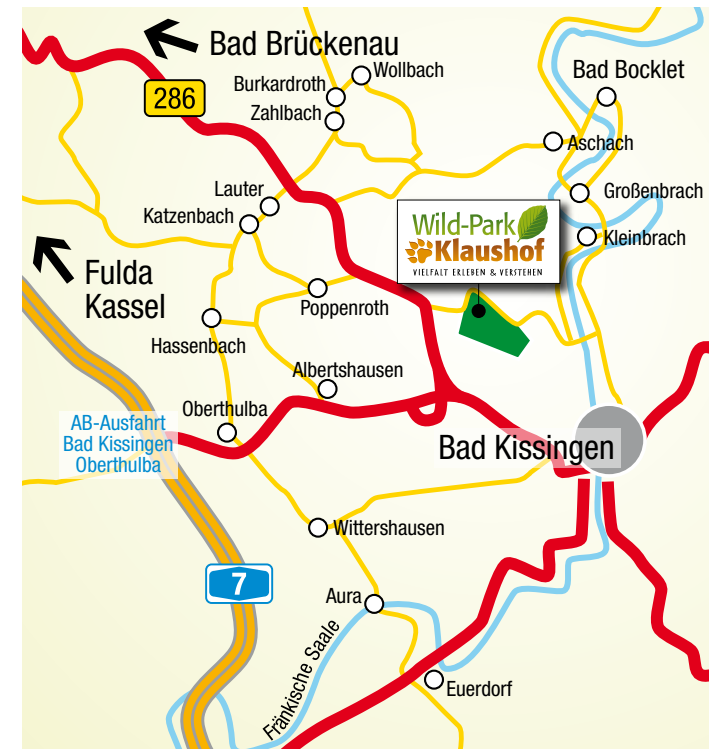 Bad Brückenau
Wollbach
Burkardroth
Bad Bocklet
286
Zahlbach
Aschach
Lauter
Großenbrach
Katzenbach
Wild-Park
Klaushof
VIELFALT ERLEBEN & VERSTEHEN
Kleinbrach
Fulda
Kassel
Poppenroth
Hassenbach
Albertshausen
Oberthulba
AB-Ausfahrt
Bad Kissingen
Oberthulba
Bad Kissingen
Wittershausen
7
Aura
Fränkische Saale
Euerdorf